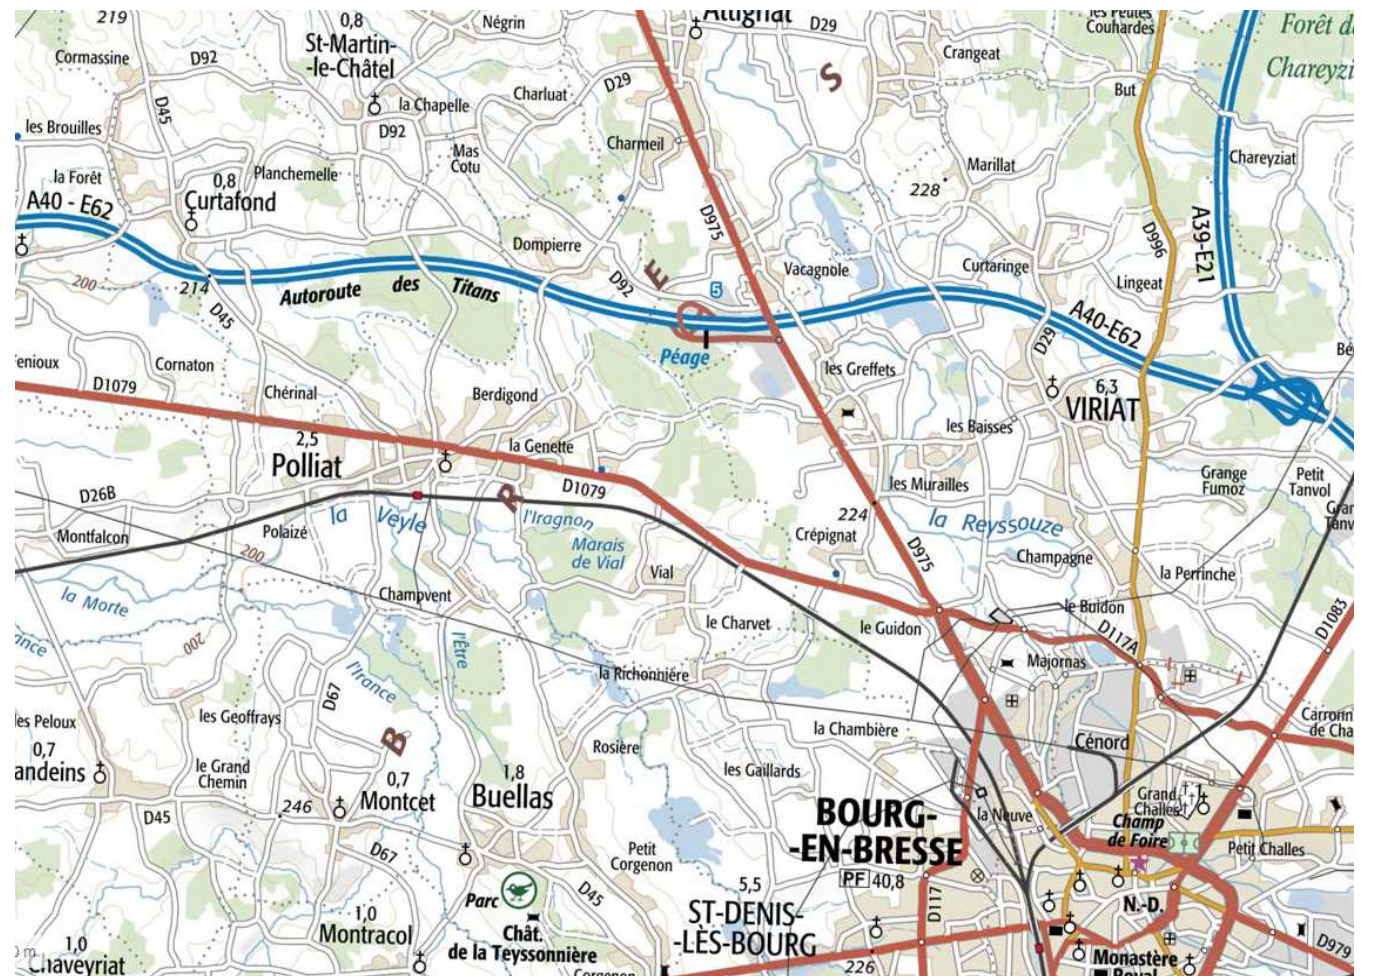 219
0,8
St-Martin-
-le-Châtel
Négrin
Attignat
D29
les Petites
Couhardes
Forêt
Cormassine
D92
Crangeat
S
But
D45
la Chapelle
D92
Charluat
D29
les Brouilles
Mas
Cotu
Charmeil
Marillat
Chareyziat
la Forêt
0,8
Planchemelle
228
A40 - E62
Curtafond
D975
D996
A39-E21
Dompierre
Vacagnole
Curtaringe
Lingeat
200
214
Autoroute des Titans
D92
E
5
A40-E62
D45
Péage
D29
Cornaton
les Greffets
6,3
VIRIAT
D1079
Chérinal
Berdigond
les Baisses
2,5
Polliat
la Genette
Grange
Fumoz
Petit
Tanvol
D26B
R
D1079
les Murailles
Montfalcon
Polaizé
la Veyle
l'Iragnon
224
la Reyssouze
Marais
de Vial
Crépignat
D975
Champagne
200
Vial
la Perrinche
la Morte
Champvent
le Charvet
le Guidon
le Buidon
D117A
D1083
200
l'Être
l'Irance
la Richonnière
Majornas
les Peloux
les Geoffrays
D67
B
la Chambière
0,7
Rosière
Cénord
le Grand
Chemin
0,7
Montcet
1,8
Buellas
les Gaillards
Grand
Challes
246
BOURG-
-EN-BRESSE
PF 40,8
la Neuve
Champ
de Foire
D45
Petit Challes
D67
Petit
Corgenon
Parc
D45
5,5
ST-DENIS-
-LÈS-BOURG
D117
N.-D.
1,0
Montracol
Chât.
de la Teyssonnière
226
Monastère
Royal
D979
1,0
Chaveyriat
Corgenon